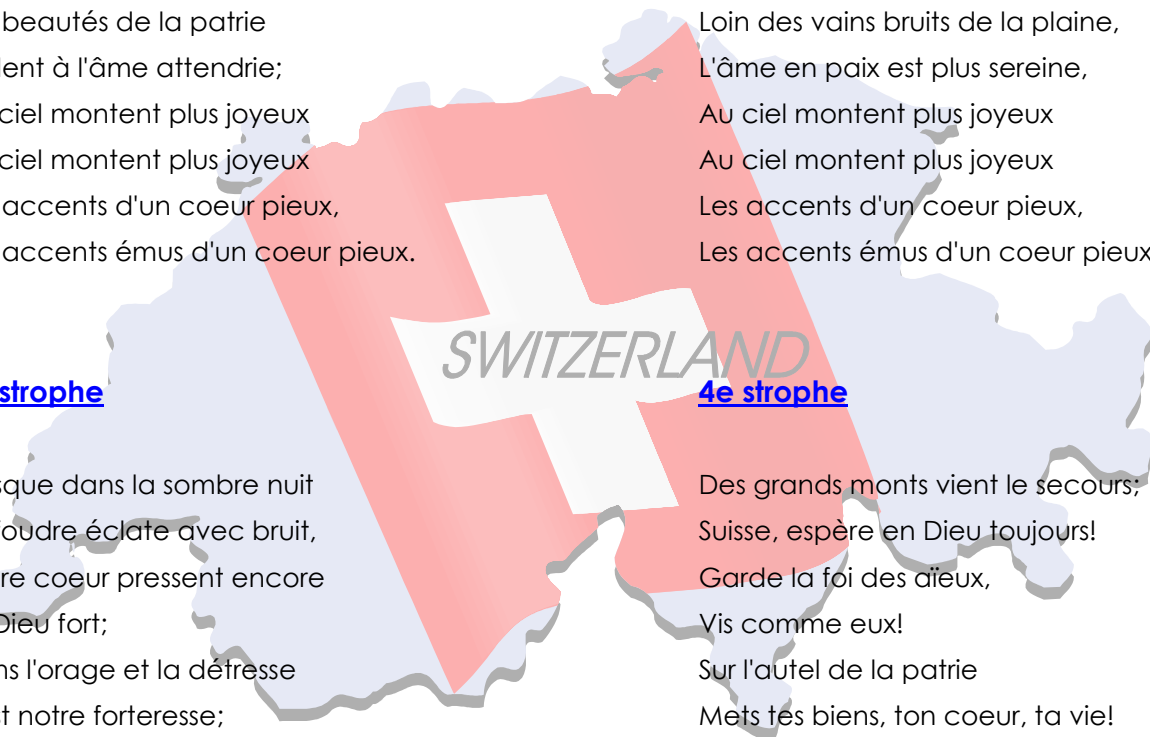 beautés de la patrie
lent à l'âme attendrie;
ciel montent plus joyeux
ciel montent plus joyeux
accents d'un coeur pieux,
accents émus d'un coeur pieux.
strophe
sque dans la sombre nuit
foudre éclate avec bruit,
re coeur pressent encore
Dieu fort;
ns l'orage et la détresse
st notre forteresse;
Loin des vains bruits de la plaine,
L'âme en paix est plus sereine,
Au ciel montent plus joyeux
Au ciel montent plus joyeux
Les accents d'un coeur pieux,
Les accents émus d'un coeur pieux
SWITZERLAND
4e strophe
Des grands monts vient le secours;
Suisse, espère en Dieu toujours!
Garde la foi des aïeux,
Vis comme eux!
Sur l'autel de la patrie
Mets tes biens, ton coeur, ta vie!